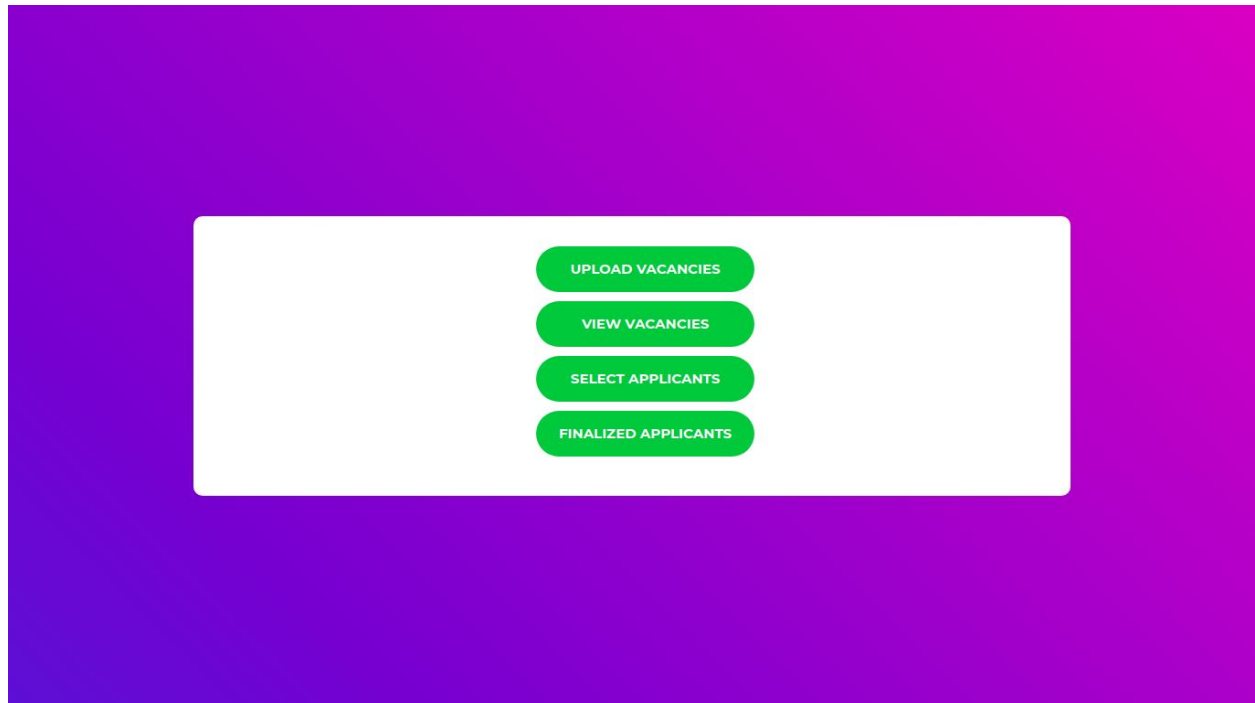 UPLOAD VACANCIES
VIEW VACANCIES
SELECT APPLICANTS
FINALIZED APPLICANTS